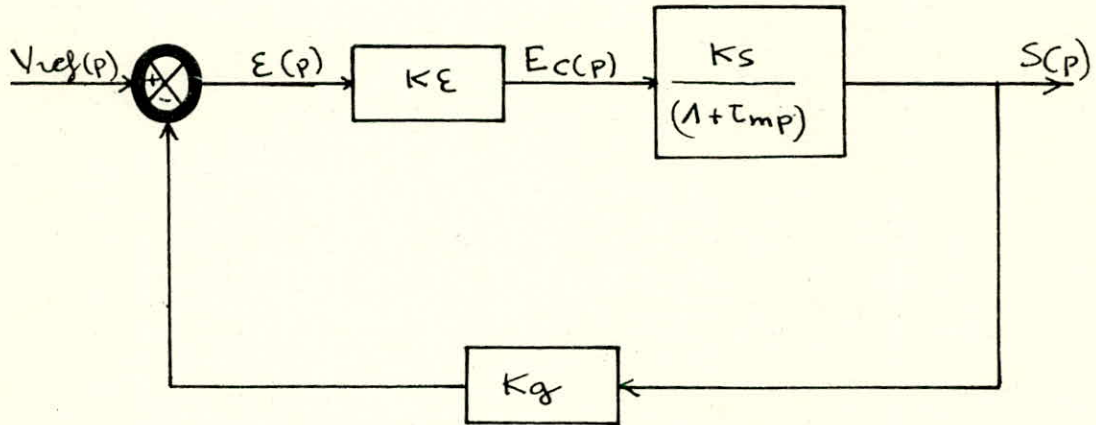 Vref(p)
+
-
ε(p)
Kε
Ec(p)
Ks
(1+τmp)
S(p)
Kg